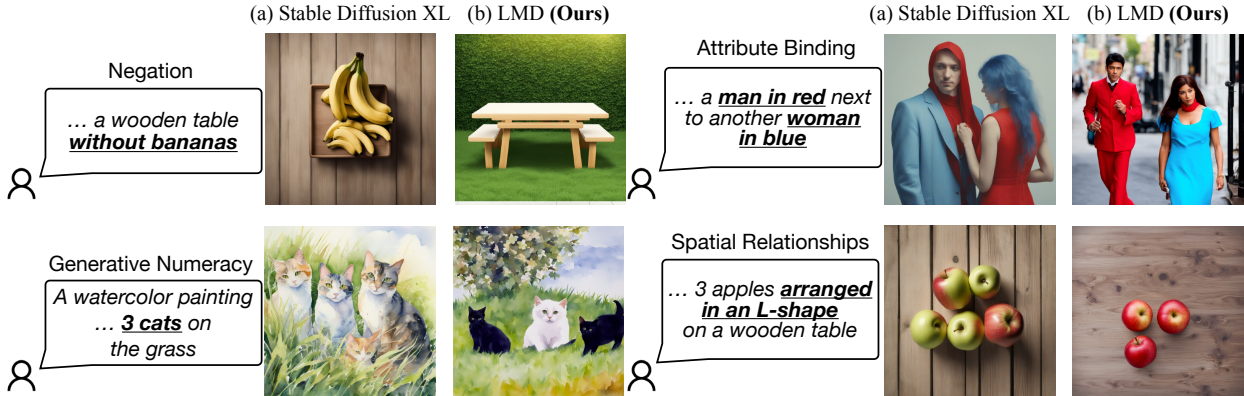 (a) Stable Diffusion XL
(b) LMD (Ours)
(a) Stable Diffusion XL
(b) LMD (Ours)
Negation
... a wooden table
without bananas
Attribute Binding
... a man in red next
to another woman
in blue
Generative Numeracy
A watercolor painting
... 3 cats on
the grass
Spatial Relationships
... 3 apples arranged
in an L-shape
on a wooden table